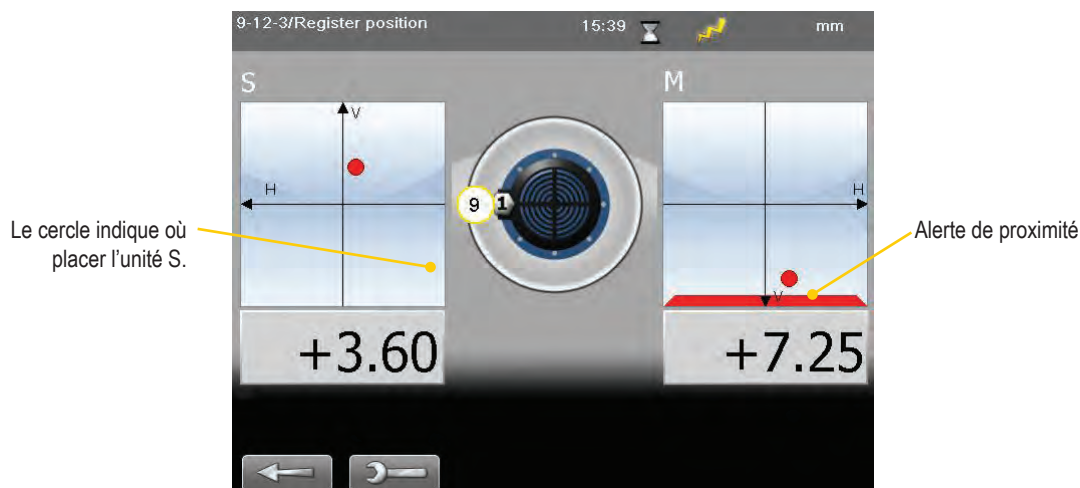 9-12-3/Register position 15:39 mm
S
M
V
H
H
V
9 1
Le cercle indique où
placer l’unité S.
Alerte de proximité
+3.60
+7.25